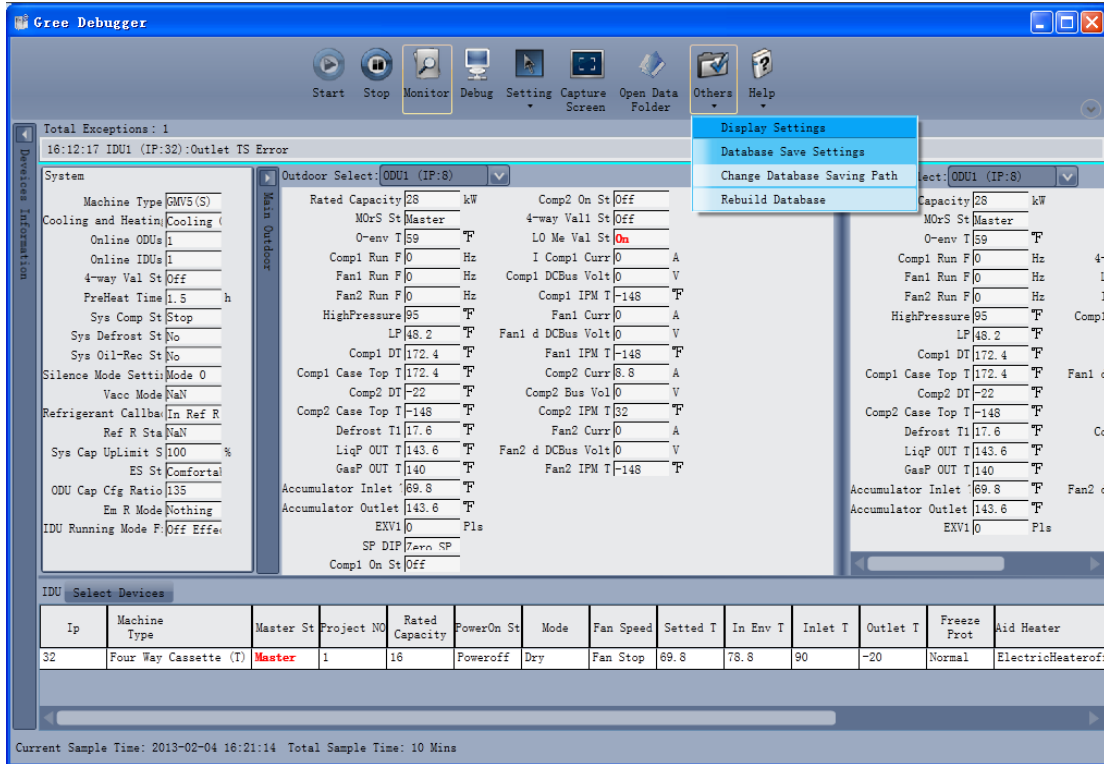 Gree Debugger
Start Stop Monitor Debug Setting Capture Screen Open Data Folder Others Help
Display Settings
Database Save Settings
Change Database Saving Path
Rebuild Database
Total Exceptions: 1
16:12:17 IDU1 (IP:32):Outlet TS Error
Deveices Information
System
Machine Type GMV5(S)
Cooling and Heatin Cooling (
Online ODUs 1
Online IDUs 1
4-way Val St Off
PreHeat Time 1.5 h
Sys Comp St Stop
Sys Defrost St No
Sys Oil-Rec St No
Silence Mode Setti Mode 0
Vacc Mode NaN
Refrigerant Callba In Ref R
Ref R Sta NaN
Sys Cap UpLimit S 100 %
ES St Comfortal
ODU Cap Cfg Ratio 135
Em R Mode Nothing
IDU Running Mode F: Off Effe
Main Outdoor
Outdoor Select: ODU1 (IP:8)
Rated Capacity 28 kW
MOrS St Master
O-env T 59 ℉
Comp1 Run F 0 Hz
Fan1 Run F 0 Hz
Fan2 Run F 0 Hz
HighPressure 95 ℉
LP 48.2 ℉
Comp1 DT 172.4 ℉
Comp1 Case Top T 172.4 ℉
Comp2 DT -22 ℉
Comp2 Case Top T -148 ℉
Defrost T1 17.6 ℉
LiqP OUT T 143.6 ℉
GasP OUT T 140 ℉
Accumulator Inlet 69.8 ℉
Accumulator Outlet 143.6 ℉
EXV1 0 Pls
SP DIP Zero SP
Comp1 On St Off
Comp2 On St Off
4-way Val1 St Off
LO Me Val St On
I Comp1 Curr 0 A
Comp1 DCBus Volt 0 V
Comp1 IPM T -148 ℉
Fan1 Curr 0 A
Fan1 d DCBus Volt 0 V
Fan1 IPM T -148 ℉
Comp2 Curr 8.8 A
Comp2 Bus Vol 0 V
Comp2 IPM T 32 ℉
Fan2 Curr 0 A
Fan2 d DCBus Volt 0 V
Fan2 IPM T -148 ℉
lect: ODU1 (IP:8)
Capacity 28 kW
MOrS St Master
O-env T 59 ℉
Comp1 Run F 0 Hz 4-
Fan1 Run F 0 Hz
Fan2 Run F 0 Hz
HighPressure 95 ℉ Comp1
LP 48.2 ℉
Comp1 DT 172.4 ℉
Comp1 Case Top T 172.4 ℉ Fan1 d
Comp2 DT -22 ℉
Comp2 Case Top T -148 ℉
Defrost T1 17.6 ℉ Co
LiqP OUT T 143.6 ℉
GasP OUT T 140 ℉
Accumulator Inlet 69.8 ℉ Fan2 d
Accumulator Outlet 143.6 ℉
EXV1 0 Pls
IDU Select Devices
Ip Machine Type Master St Project NO Rated Capacity PowerOn St Mode Fan Speed Setted T In Env T Inlet T Outlet T Freeze Prot Aid Heater
32 Four Way Cassette (T) Master 1 16 Poweroff Dry Fan Stop 69.8 78.8 90 -20 Normal ElectricHeaterof
Current Sample Time: 2013-02-04 16:21:14 Total Sample Time: 10 Mins